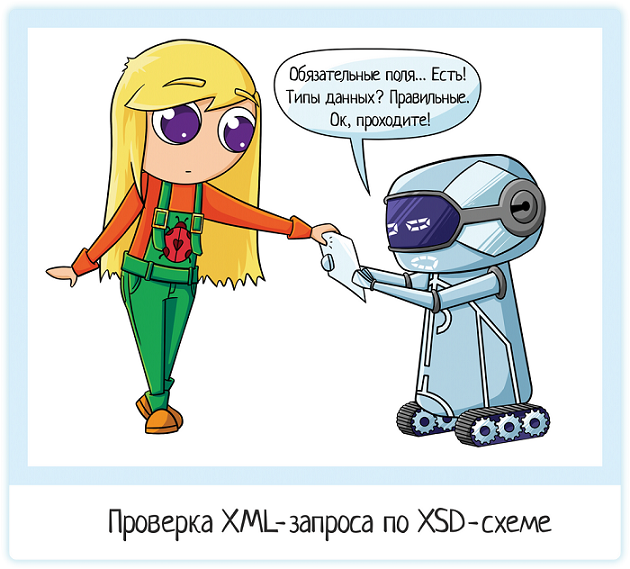 Обязательные поля... Есть!
Типы данных? Правильные.
Ок, проходите!
Проверка XML-запроса по XSD-схеме